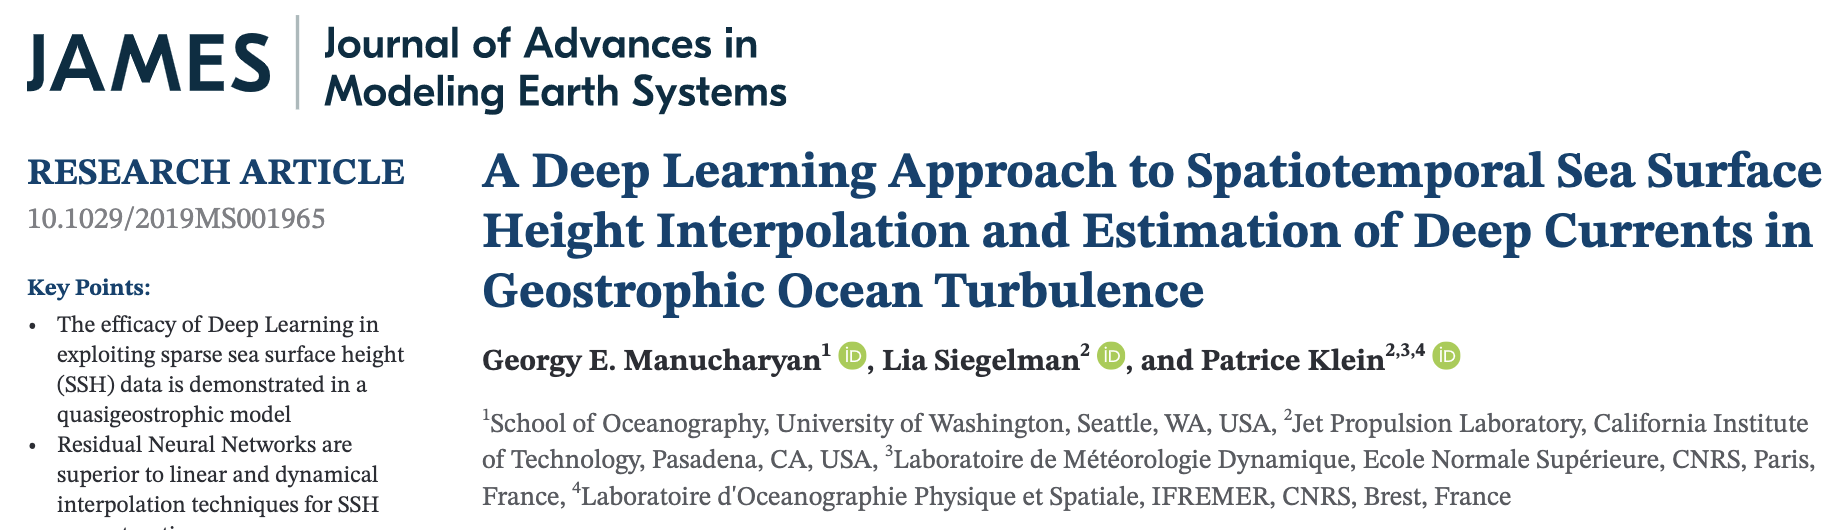 JAMES
Journal of Advances in
Modeling Earth Systems
RESEARCH ARTICLE
10.1029/2019MS001965
Key Points:
• The efficacy of Deep Learning in
exploiting sparse sea surface height
(SSH) data is demonstrated in a
quasigeostrophic model
• Residual Neural Networks are
superior to linear and dynamical
interpolation techniques for SSH
A Deep Learning Approach to Spatiotemporal Sea Surface
Height Interpolation and Estimation of Deep Currents in
Geostrophic Ocean Turbulence
Georgy E. Manucharyan1 iD, Lia Siegelman2 iD, and Patrice Klein2,3,4 iD
1School of Oceanography, University of Washington, Seattle, WA, USA, 2Jet Propulsion Laboratory, California Institute
of Technology, Pasadena, CA, USA, 3Laboratoire de Météorologie Dynamique, Ecole Normale Supérieure, CNRS, Paris,
France, 4Laboratoire d'Oceanographie Physique et Spatiale, IFREMER, CNRS, Brest, France